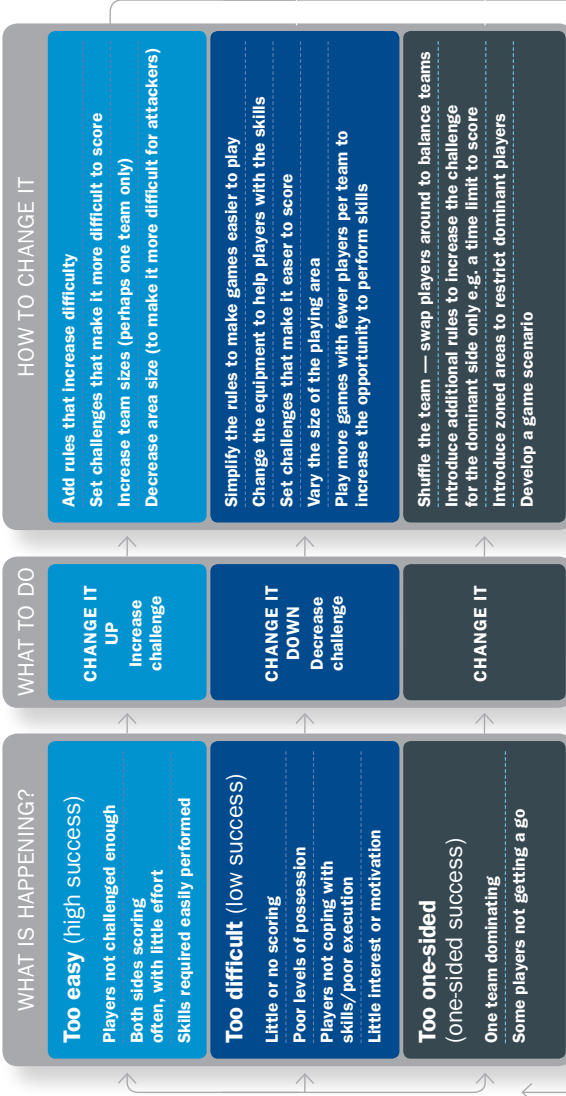 WHAT IS HAPPENING?
Too easy (high success)
Players not challenged enough
Both sides scoring
often, with little effort
Skills required easily performed
Too difficult (low success)
Little or no scoring
Poor levels of possession
Players not coping with
skills/poor execution
Little interest or motivation
Too one-sided
(one-sided success)
One team dominating
Some players not getting a go
WHAT TO DO
CHANGE IT
UP
Increase
challenge
CHANGE IT
DOWN
Decrease
challenge
CHANGE IT
HOW TO CHANGE IT
Add rules that increase difficulty
Set challenges that make it more difficult to score
Increase team sizes (perhaps one team only)
Decrease area size (to make it more difficult for attackers)
Simplify the rules to make games easier to play
Change the equipment to help players with the skills
Set challenges that make it easier to score
Vary the size of the playing area
Play more games with fewer players per team to
increase the opportunity to perform skills
Shuffle the team — swap players around to balance teams
Introduce additional rules to increase the challenge
for the dominant side only e.g. a time limit to score
Introduce zoned areas to restrict dominant players
Develop a game scenario